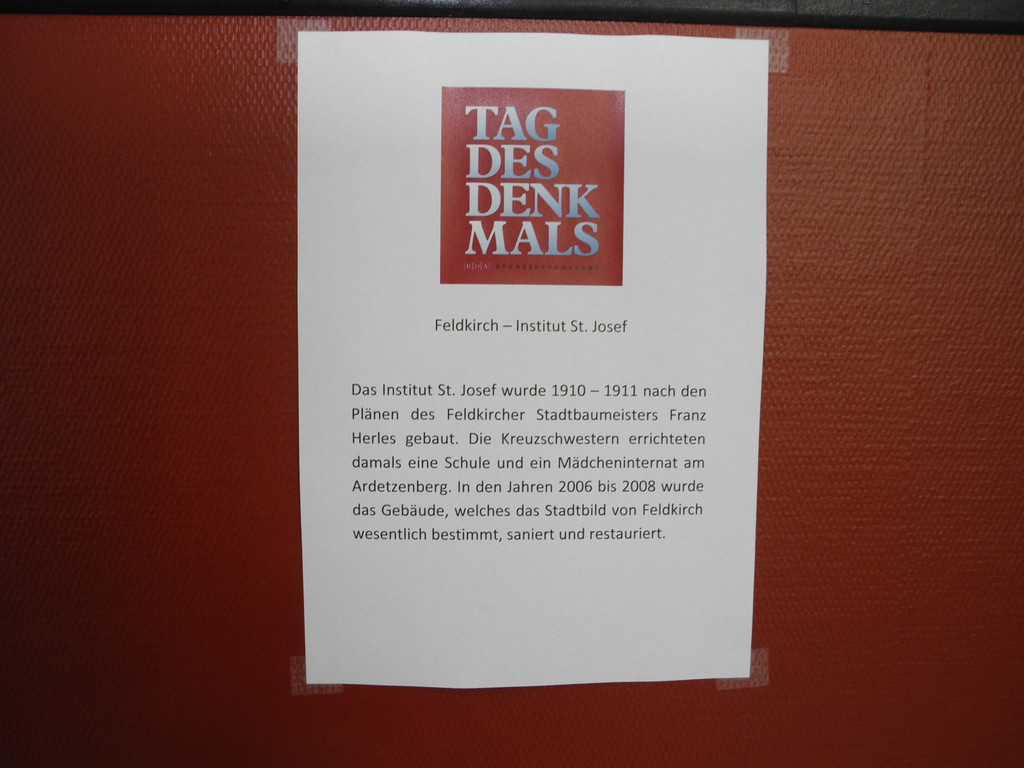 TAG
DES
DENK
MALS
BDA
Feldkirch – Institut St. Josef
Das Institut St. Josef wurde 1910 – 1911 nach den
Plänen des Feldkircher Stadtbaumeisters Franz
Herles gebaut. Die Kreuzschwestern errichteten
damals eine Schule und ein Mädcheninternat am
Ardetzenberg. In den Jahren 2006 bis 2008 wurde
das Gebäude, welches das Stadtbild von Feldkirch
wesentlich bestimmt, saniert und restauriert.